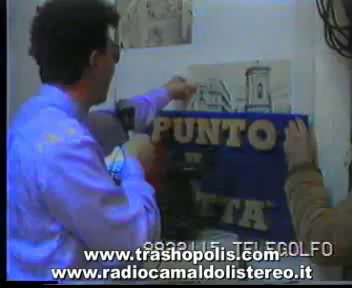 PUNTO
TTA'
TELEGOLFO
www.trashopolis.com
www.radiocamaldolistereo.it